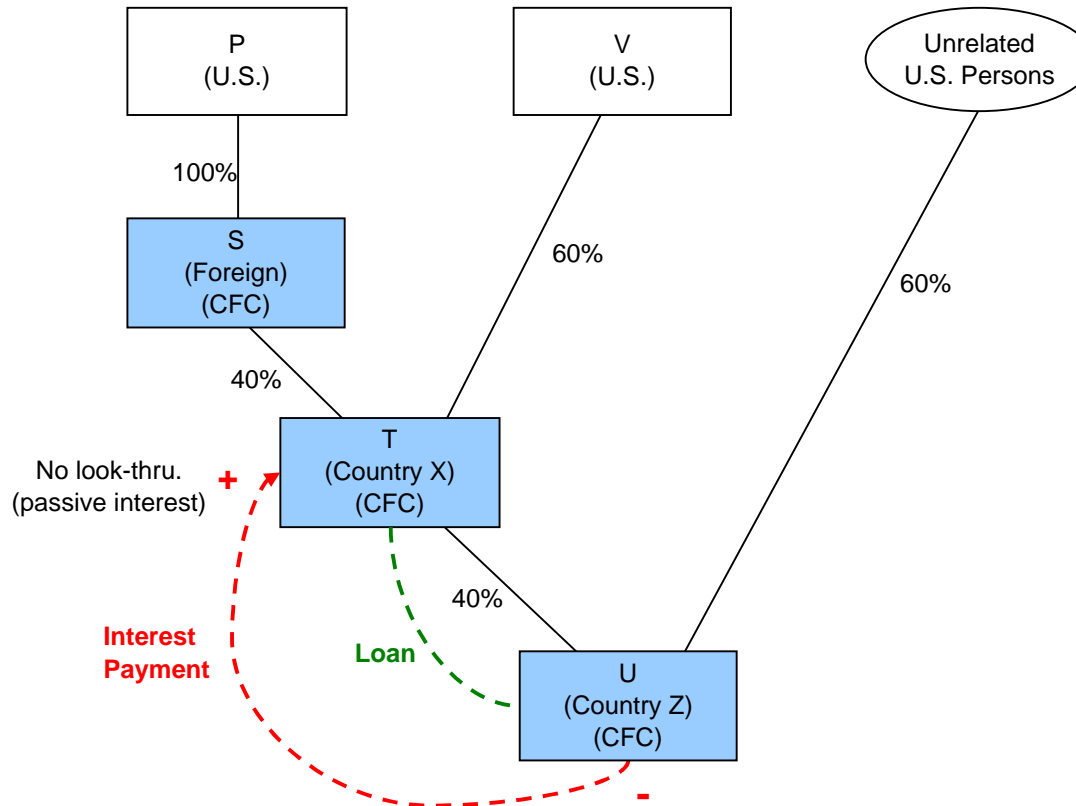 P
(U.S.)
V
(U.S.)
Unrelated
U.S. Persons
100%
S
(Foreign)
(CFC)
60%
60%
40%
T
(Country X)
(CFC)
No look-thru.
(passive interest)
+
40%
Interest
Payment
Loan
U
(Country Z)
(CFC)
-